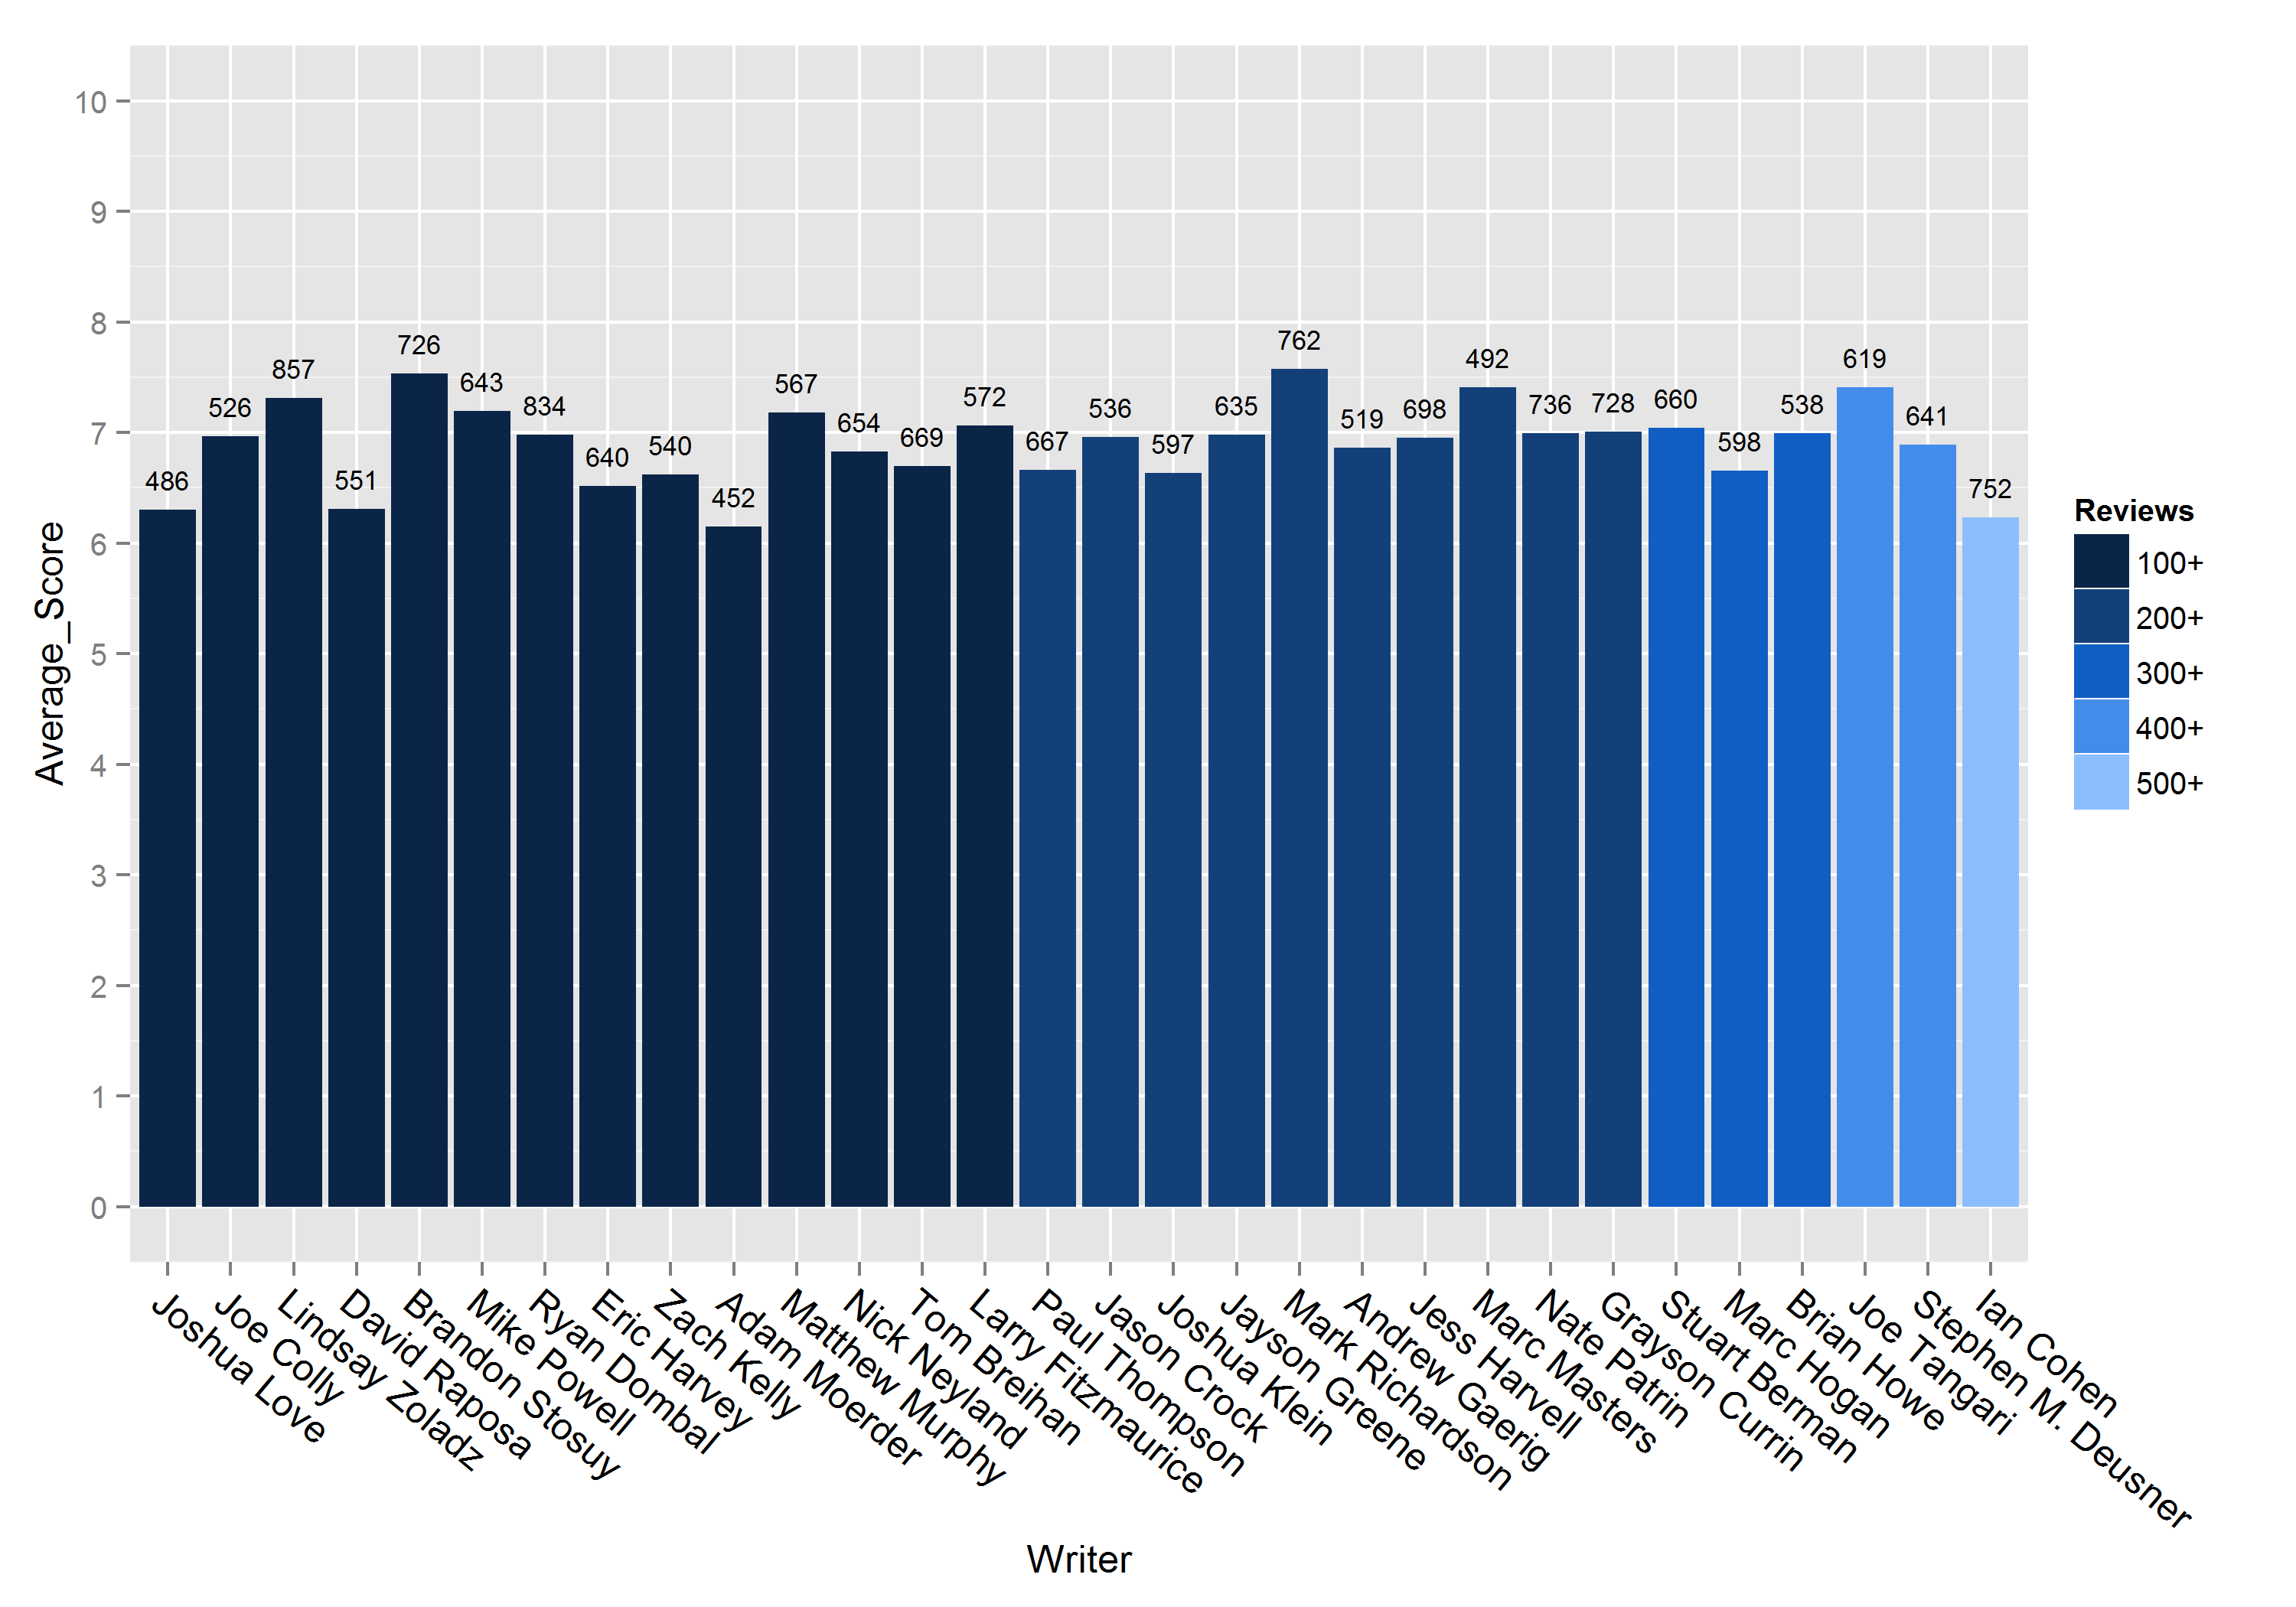 10
9
8
7
6
5
4
3
2
1
0
Average_Score
486
526
857
551
726
643
834
640
540
452
567
654
669
572
667
536
597
635
762
519
698
492
736
728
660
598
538
619
641
752
Joshua Love
Joe Colly
Lindsay Zoladz
David Raposa
Brandon Stosuy
Mike Powell
Ryan Dombal
Eric Harvey
Zach Kelly
Adam Moerder
Matthew Murphy
Nick Neyland
Tom Breihan
Larry Fitzmaurice
Paul Thompson
Jason Crock
Joshua Klein
Jayson Greene
Mark Richardson
Andrew Gaerig
Jess Harvell
Marc Masters
Nate Patrin
Grayson Currin
Stuart Berman
Marc Hogan
Brian Howe
Joe Tangari
Stephen M. Deusner
Ian Cohen
Writer
Reviews
100+
200+
300+
400+
500+